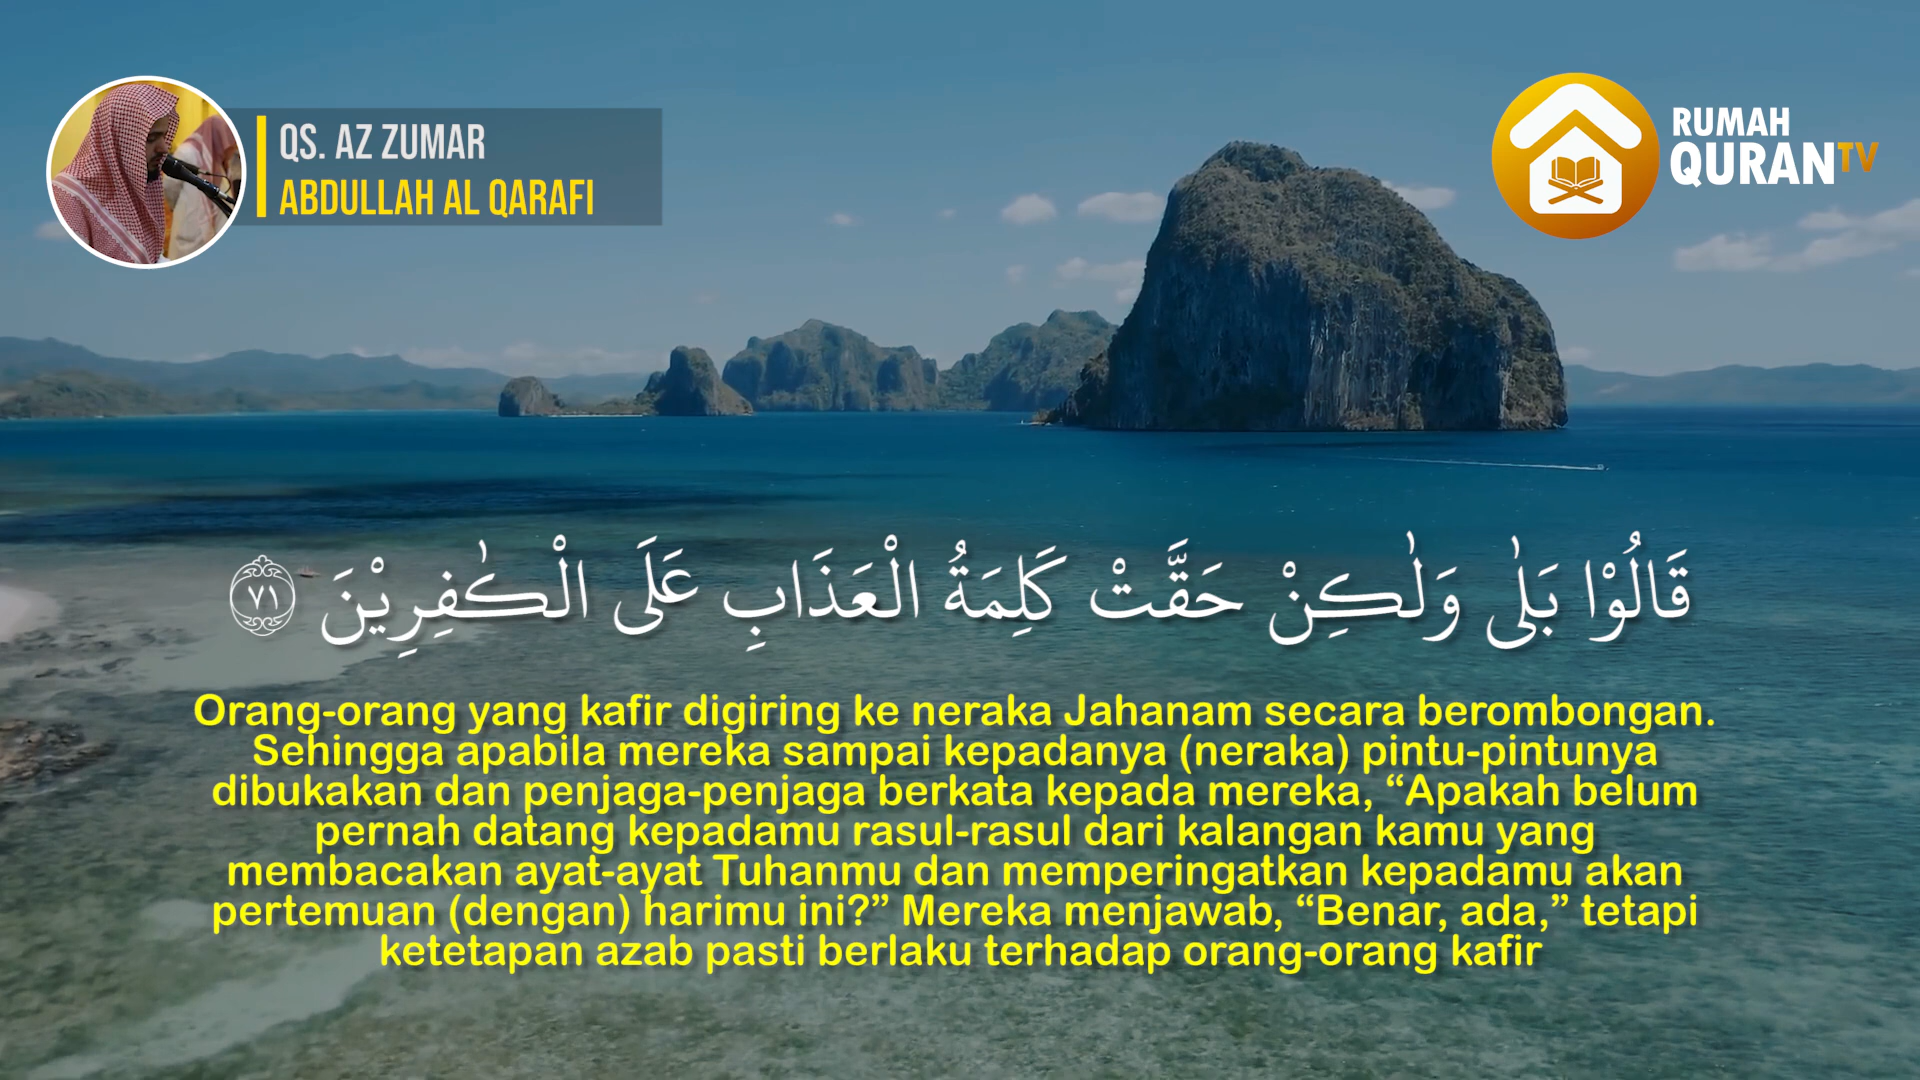 QS. AZ ZUMAR
ABDULLAH AL QARAFI
RUMAH
QURANTV
قَالُوْا بَلٰى وَلٰكِنْ حَقَّتْ كَلِمَةُ الْعَذَابِ عَلَى الْكٰفِرِيْنَ ٧١
Orang-orang yang kafir digiring ke neraka Jahanam secara berombongan.
Sehingga apabila mereka sampai kepadanya (neraka) pintu-pintunya
dibukakan dan penjaga-penjaga berkata kepada mereka, “Apakah belum
pernah datang kepadamu rasul-rasul dari kalangan kamu yang
membacakan ayat-ayat Tuhanmu dan memperingatkan kepadamu akan
pertemuan (dengan) harimu ini?” Mereka menjawab, “Benar, ada,” tetapi
ketetapan azab pasti berlaku terhadap orang-orang kafir